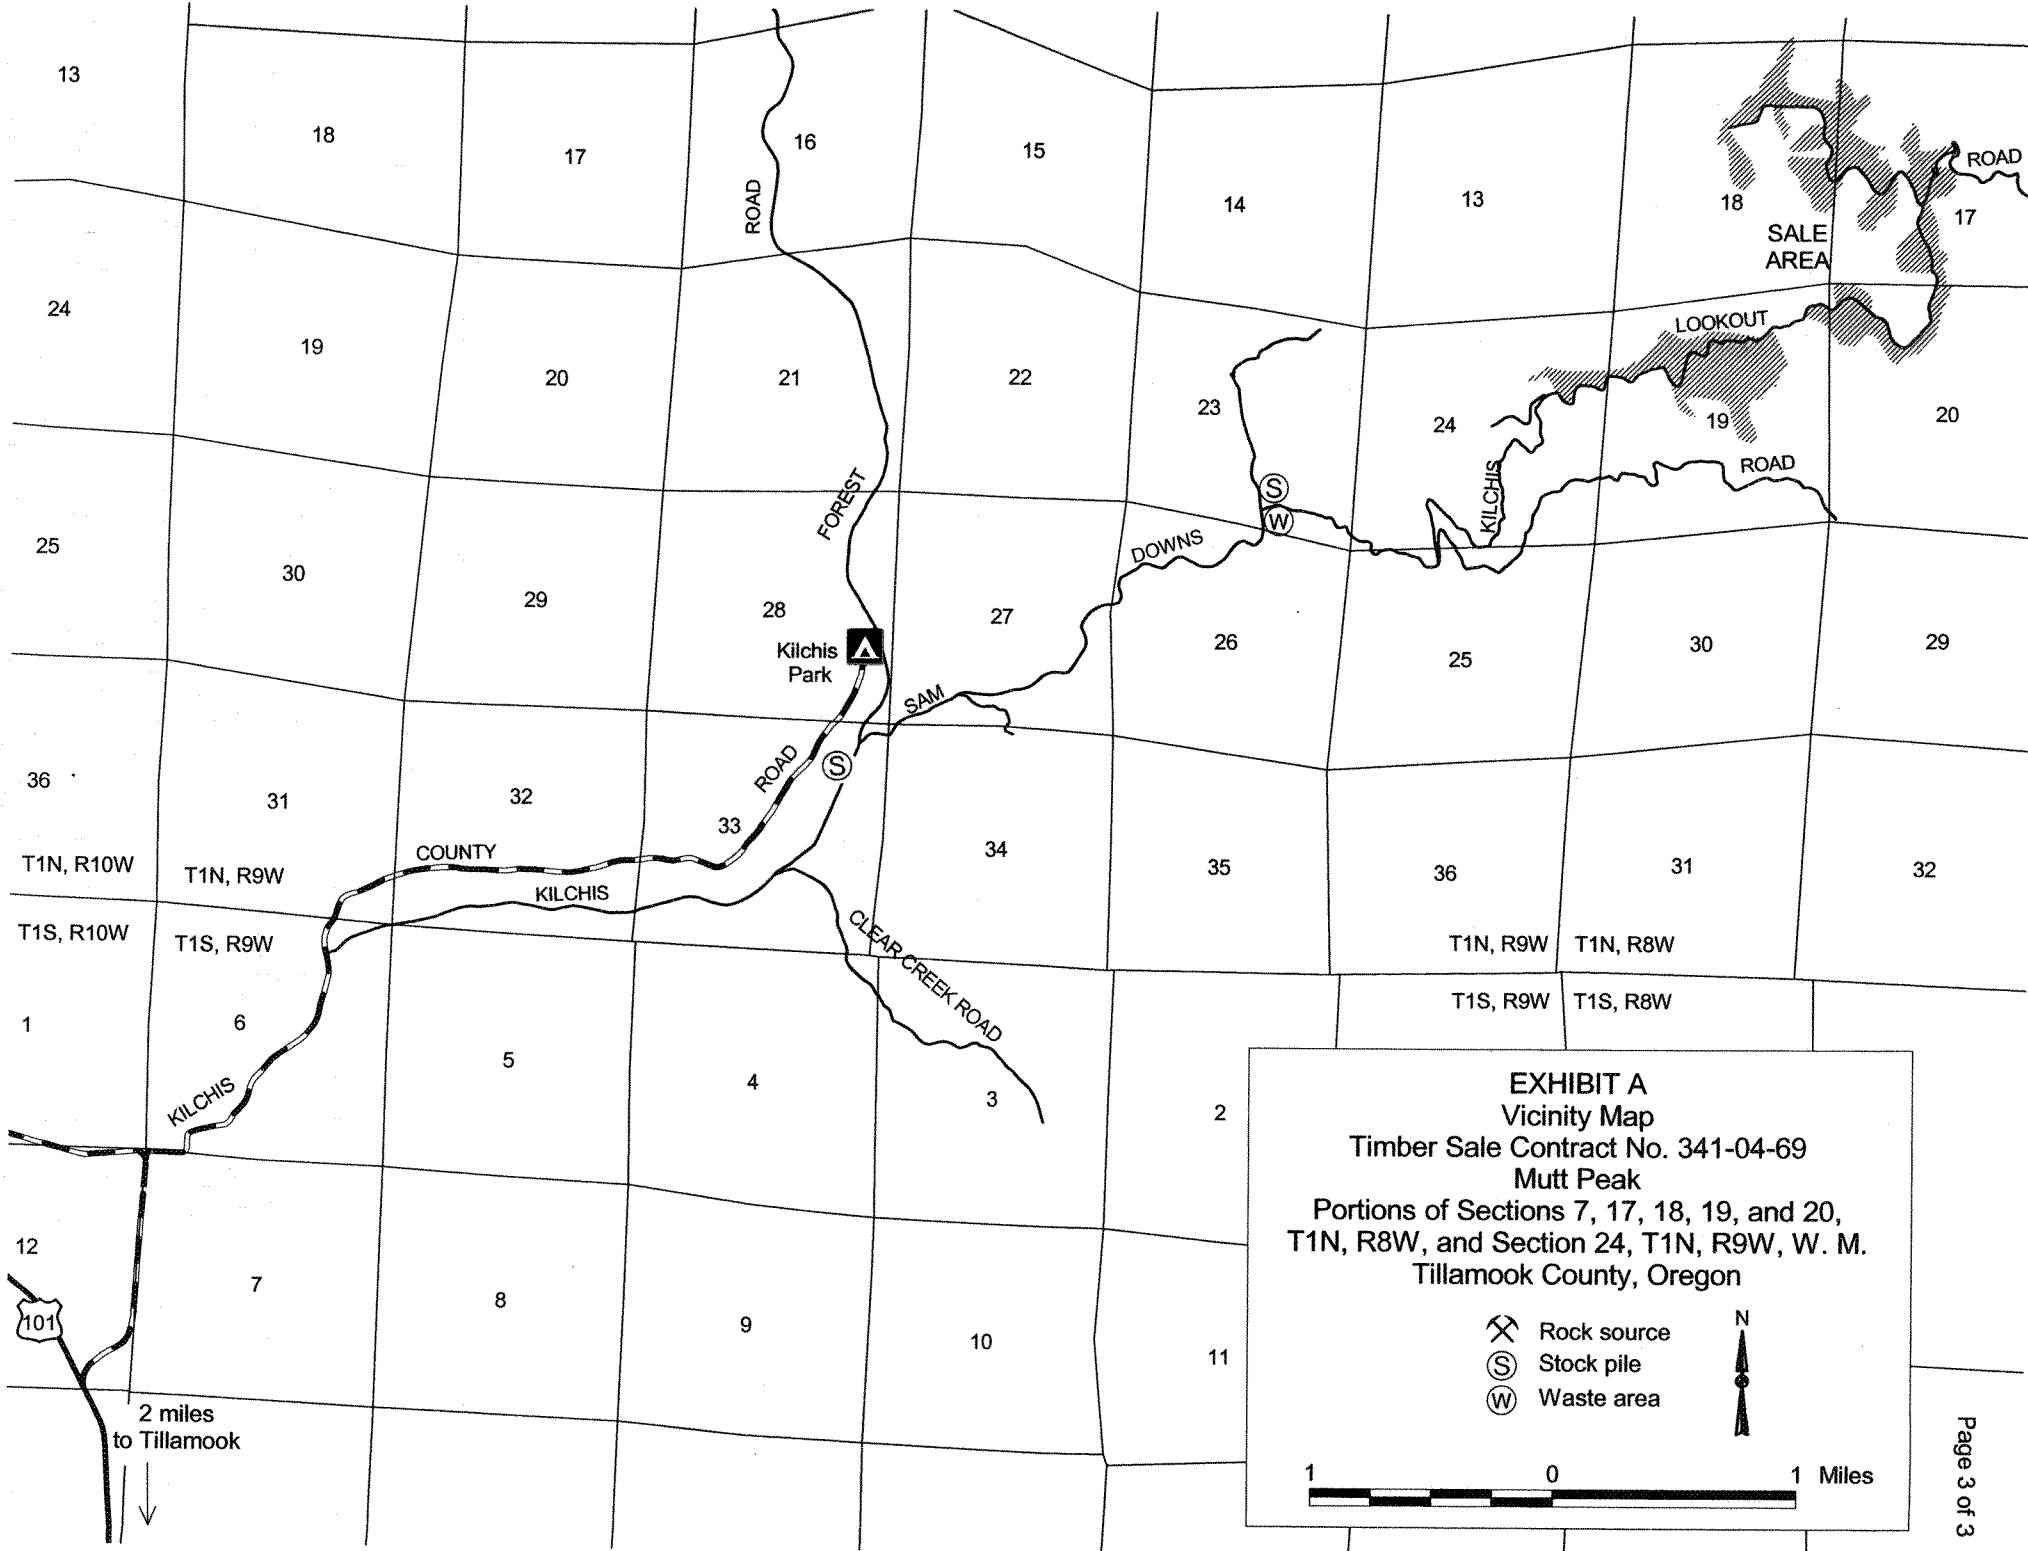 13
18
17
16
15
14
13
18
17
ROAD
ROAD
SALE
AREA
24
19
20
21
22
23
24
LOOKOUT
19
20
KILCHIS
ROAD
S
W
FOREST
DOWNS
25
30
29
28
27
26
25
30
29
Kilchis
Park
SAM
36
31
32
33
ROAD
S
34
35
36
31
32
COUNTY
KILCHIS
T1N, R10W
T1N, R9W
T1S, R10W
T1S, R9W
T1N, R9W
T1N, R8W
T1S, R9W
T1S, R8W
CLEAR CREEK ROAD
1
6
5
4
3
2
KILCHIS
12
7
8
9
10
11
101
2 miles
to Tillamook
EXHIBIT A
Vicinity Map
Timber Sale Contract No. 341-04-69
Mutt Peak
Portions of Sections 7, 17, 18, 19, and 20,
T1N, R8W, and Section 24, T1N, R9W, W. M.
Tillamook County, Oregon
Rock source
S Stock pile
W Waste area
N
1 0 1 Miles
Page 3 of 3